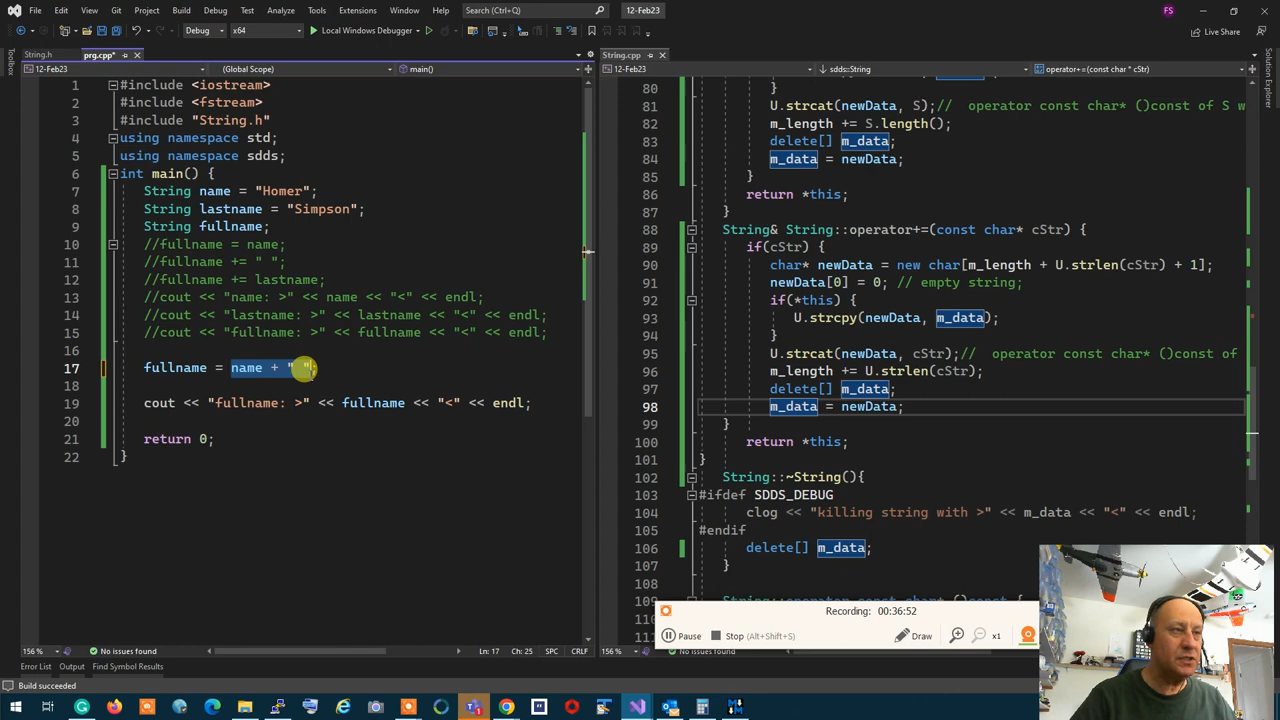 File Edit View Git Project Build Debug Test Analyze Tools Extensions Window Help Search (Ctrl+Q) 12-Feb23 FS
Debug x64 Local Windows Debugger Live Share
String.h prg.cpp* String.cpp
12-Feb23 (Global Scope) main() 12-Feb23 sdds::String operator+=(const char * cStr)
Toolbox
Solution Explorer
1 #include <iostream>
2 #include <fstream>
3 #include "String.h"
4 using namespace std;
5 using namespace sdds;
6 int main() {
7 String name = "Homer";
8 String lastname = "Simpson";
9 String fullname;
10 //fullname = name;
11 //fullname += " ";
12 //fullname += lastname;
13 //cout << "name: >" << name << "<" << endl;
14 //cout << "lastname: >" << lastname << "<" << endl;
15 //cout << "fullname: >" << fullname << "<" << endl;
16
17 fullname = name + " ";
18
19 cout << "fullname: >" << fullname << "<" << endl;
20
21 return 0;
22 }
80 }
81 U.strcat(newData, S);// operator const char* ()const of S w
82 m_length += S.length();
83 delete[] m_data;
84 m_data = newData;
85 }
86 return *this;
87 }
88 String& String::operator+=(const char* cStr) {
89 if(cStr) {
90 char* newData = new char[m_length + U.strlen(cStr) + 1];
91 newData[0] = 0; // empty string;
92 if(*this) {
93 U.strcpy(newData, m_data);
94 }
95 U.strcat(newData, cStr);// operator const char* ()const of
96 m_length += U.strlen(cStr);
97 delete[] m_data;
98 m_data = newData;
99 }
100 return *this;
101 }
102 String::~String(){
103 #ifdef SDDS_DEBUG
104 clog << "killing string with >" << m_data << "<" << endl;
105 #endif
106 delete[] m_data;
107 }
108
109 String::operator const char* ()const {
Recording: 00:36:52
Pause Stop (Alt+Shift+S) x1 Draw
156 % No issues found Ln: 17 Ch: 25 SPC CRLF 156 % No issues found
Error List Output Find Symbol Results
Build succeeded